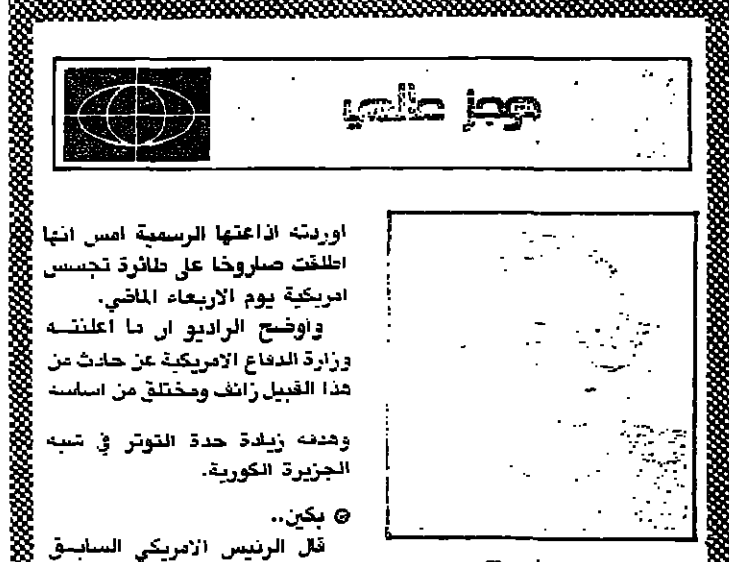 موجز عالمي
اوردته اذاعتها الرسمية امس انها
اطلقت صاروخا على طائرة تجسس
امريكية يوم الاربعاء الماضي.
واوضح الراديو ان ما اعلنتـه
وزارة الدفاع الامريكية عن حادث من
هذا القبيل زائف ومختلق من اساسه
وهدفه زيادة حدة التوتر في شبه
الجزيرة الكورية.
بكين..
قال الرئيس الامريكي السابـق